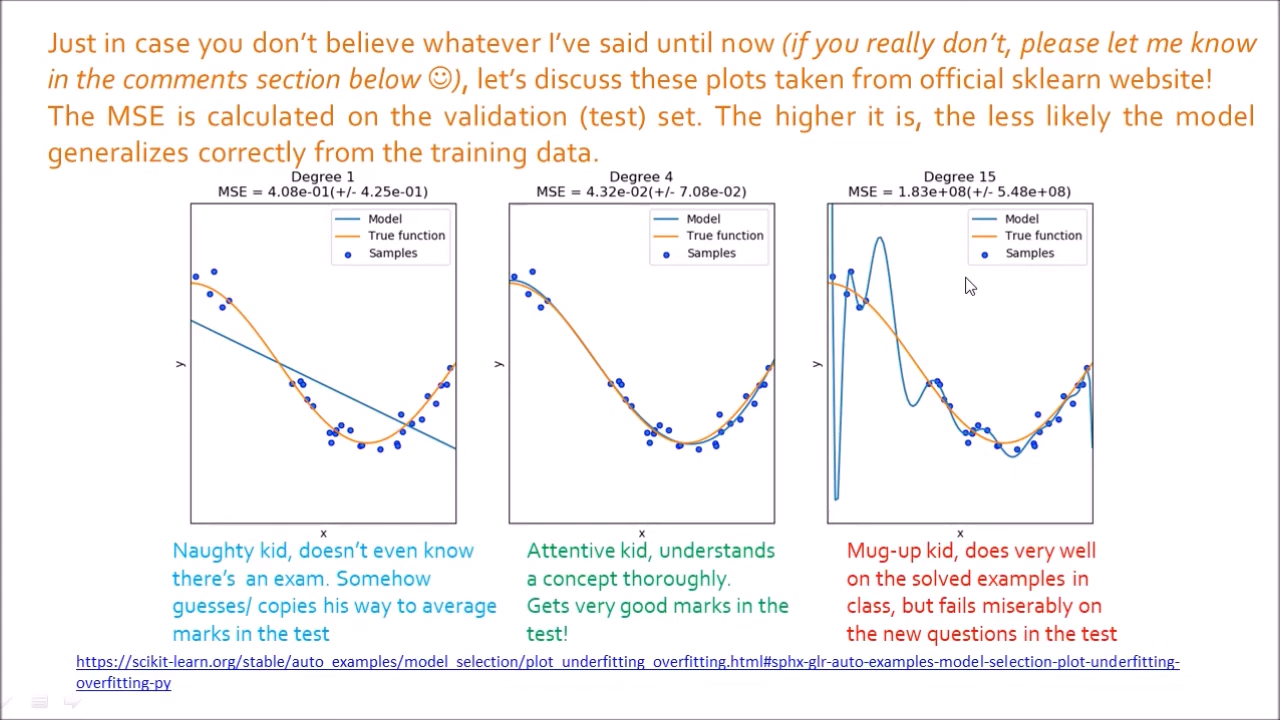 Just in case you don't believe whatever I've said until now (if you really don't, please let me know
in the comments section below ☺), let's discuss these plots taken from official sklearn website!
The MSE is calculated on the validation (test) set. The higher it is, the less likely the model
generalizes correctly from the training data.
Degree 1
MSE = 4.08e-01(+/- 4.25e-01)
Model
True function
Samples
y
x
Degree 4
MSE = 4.32e-02(+/- 7.08e-02)
Model
True function
Samples
y
x
Degree 15
MSE = 1.83e+08(+/- 5.48e+08)
Model
True function
Samples
y
x
Naughty kid, doesn't even know
there's an exam. Somehow
guesses/ copies his way to average
marks in the test
Attentive kid, understands
a concept thoroughly.
Gets very good marks in the
test!
Mug-up kid, does very well
on the solved examples in
class, but fails miserably on
the new questions in the test
https://scikit-learn.org/stable/auto_examples/model_selection/plot_underfitting_overfitting.html#sphx-glr-auto-examples-model-selection-plot-underfitting-
overfitting-py